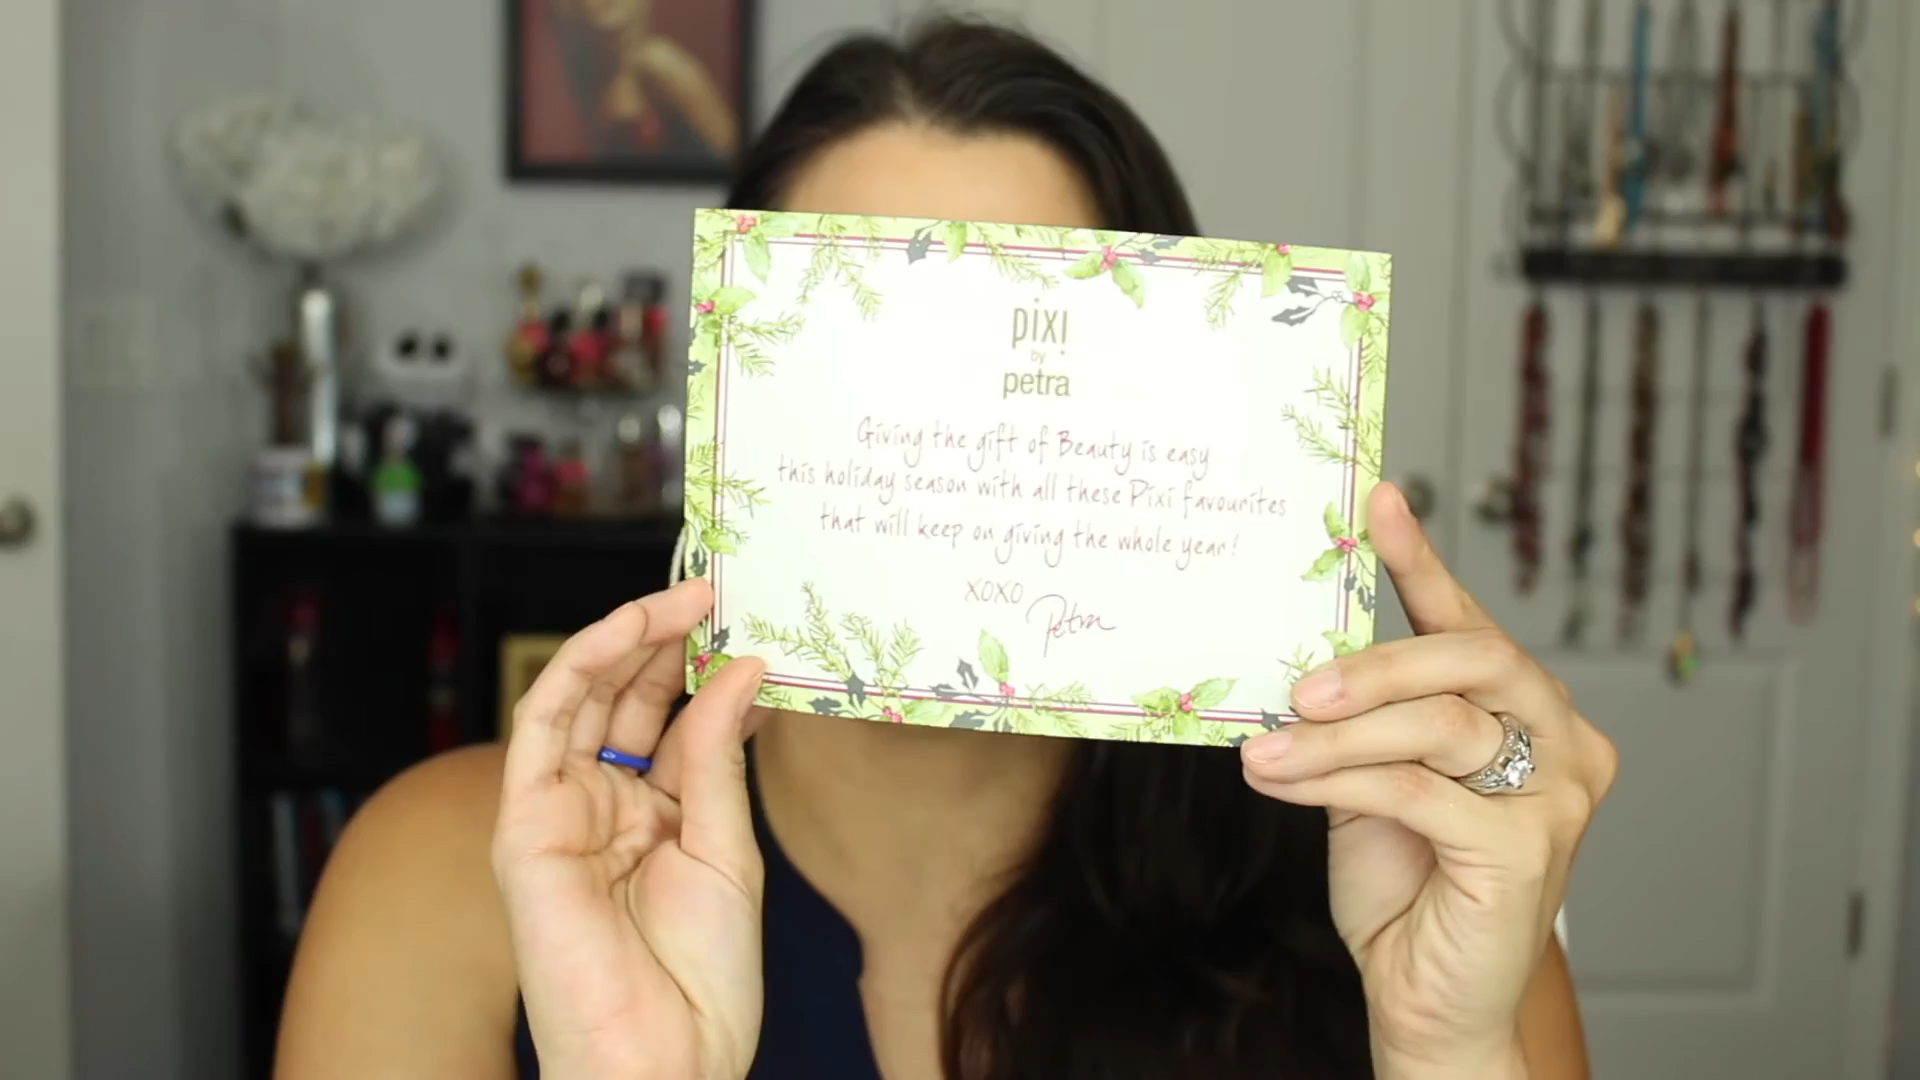 pixi
by
petra
Giving the gift of Beauty is easy
this holiday season with all these Pixi favourites
that will keep on giving the whole year!
XOXO
Petra